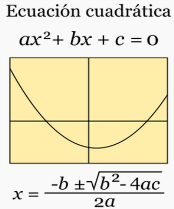 Ecuación cuadrática
ax²+ bx + c = 0
x = -b ±√b²- 4ac / 2a